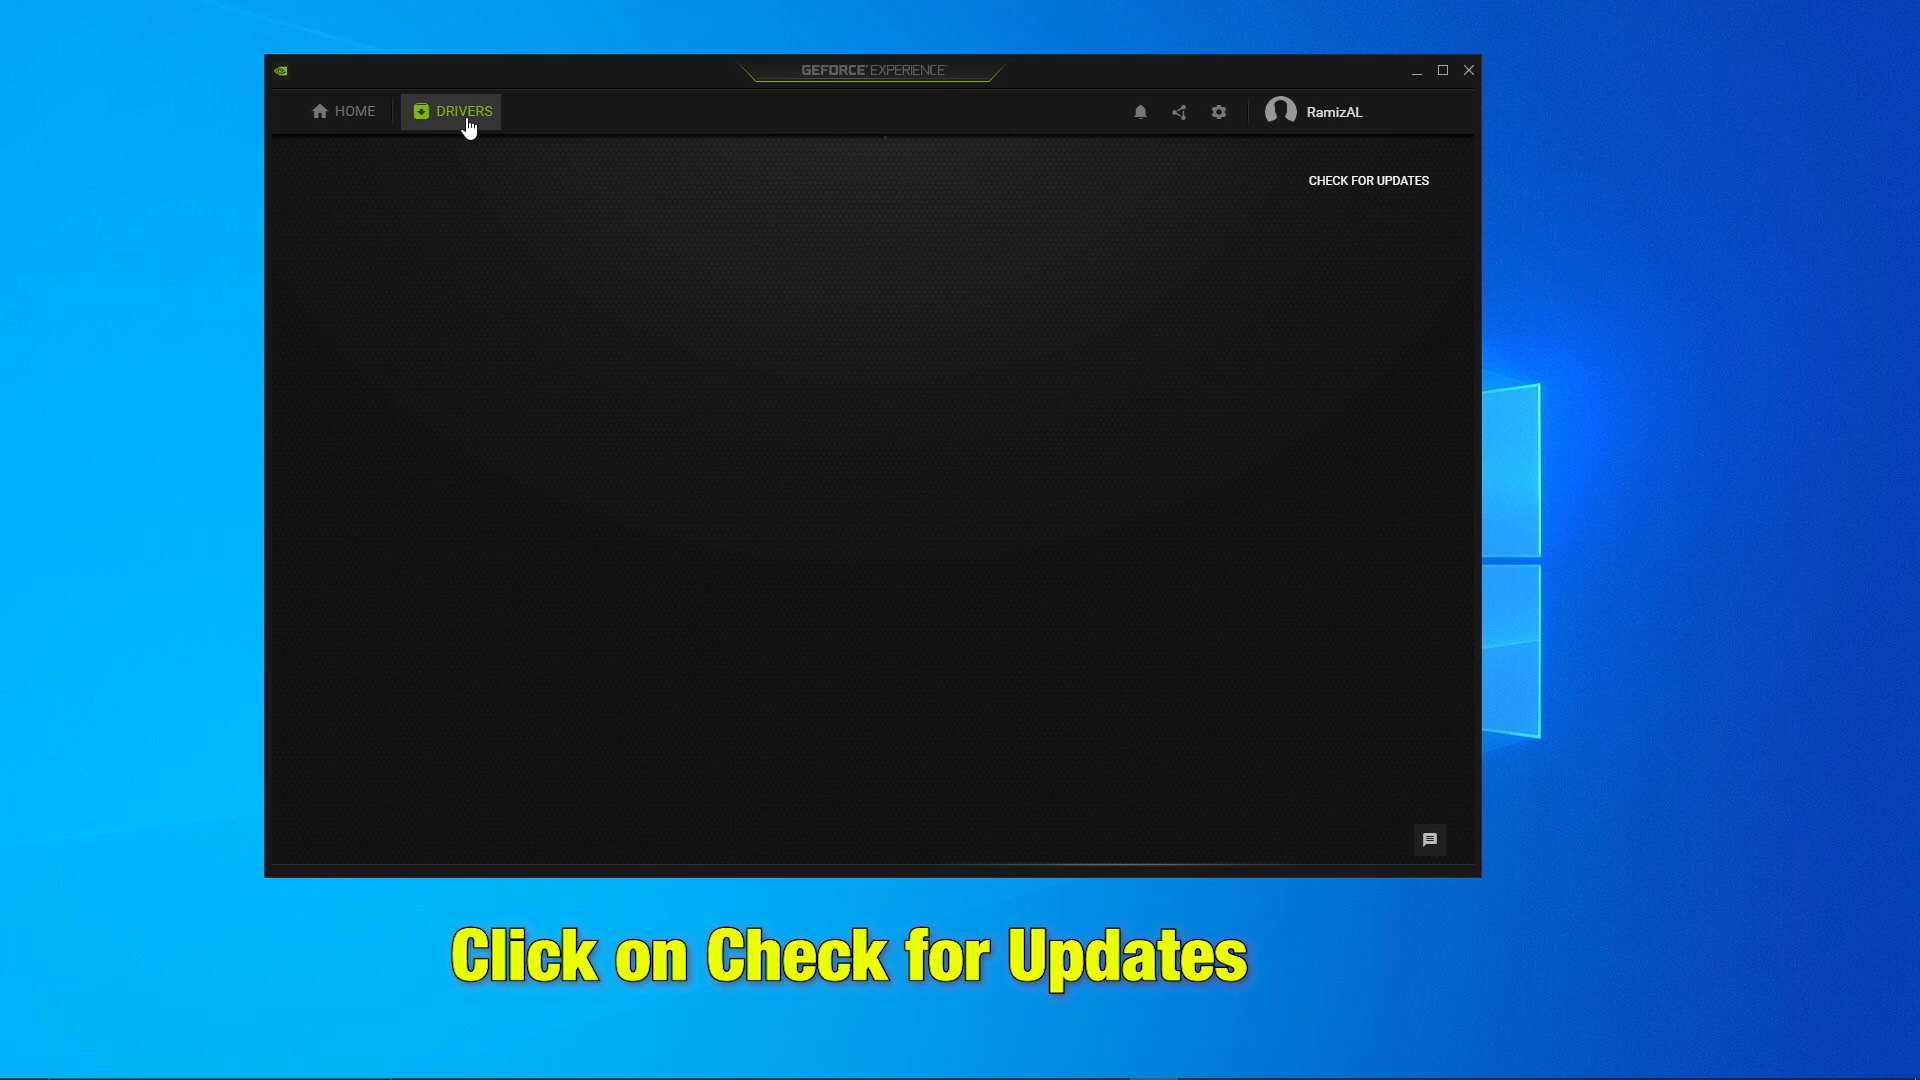 GEFORCE EXPERIENCE
HOME
DRIVERS
RamizAL
CHECK FOR UPDATES
Click on Check for Updates